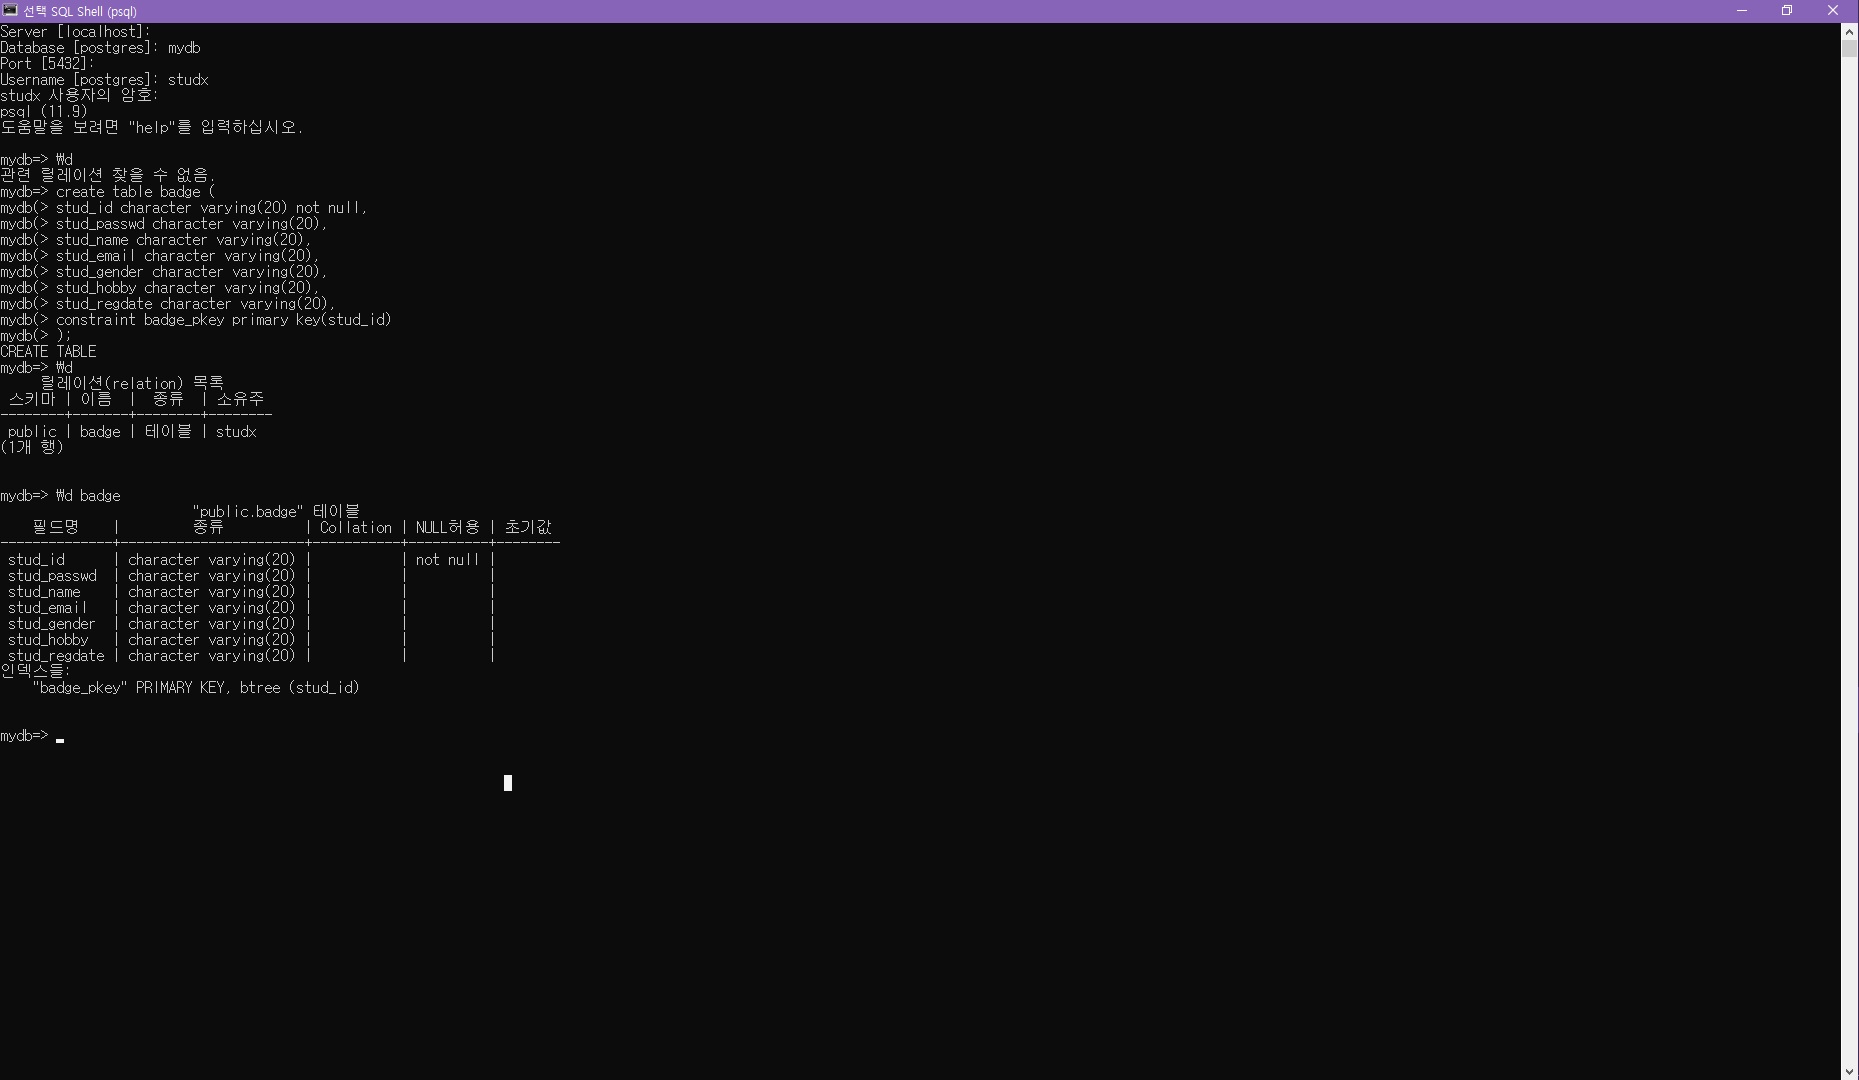 선택 SQL Shell (psql)
Server [localhost]:
Database [postgres]: mydb
Port [5432]:
Username [postgres]: studx
studx 사용자의 암호:
psql (11.9)
도움말을 보려면 "help"를 입력하십시오.
mydb=> ₩d
관련 릴레이션 찾을 수 없음.
mydb=> create table badge (
mydb(> stud_id character varying(20) not null,
mydb(> stud_passwd character varying(20),
mydb(> stud_name character varying(20),
mydb(> stud_email character varying(20),
mydb(> stud_gender character varying(20),
mydb(> stud_hobby character varying(20),
mydb(> stud_regdate character varying(20),
mydb(> constraint badge_pkey primary key(stud_id)
mydb(> );
CREATE TABLE
mydb=> ₩d
릴레이션(relation) 목록
스키마 | 이름 | 종류 | 소유주
--------+-------+--------+--------
public | badge | 테이블 | studx
(1개 행)
mydb=> ₩d badge
"public.badge" 테이블
필드명 | 종류 | Collation | NULL허용 | 초기값
--------------+-----------------------+-----------+----------+--------
stud_id | character varying(20) | | not null |
stud_passwd | character varying(20) | | |
stud_name | character varying(20) | | |
stud_email | character varying(20) | | |
stud_gender | character varying(20) | | |
stud_hobby | character varying(20) | | |
stud_regdate | character varying(20) | | |
인덱스들:
"badge_pkey" PRIMARY KEY, btree (stud_id)
mydb=>